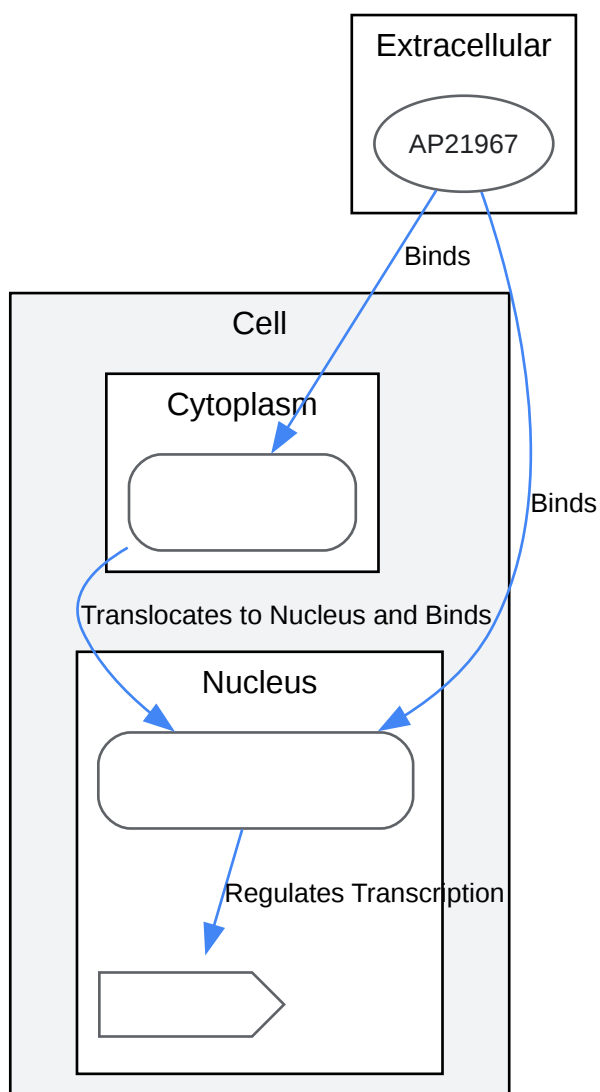 Extracellular
AP21967
Binds
Cell
Cytoplasm
Binds
Translocates to Nucleus and Binds
Nucleus
Regulates Transcription